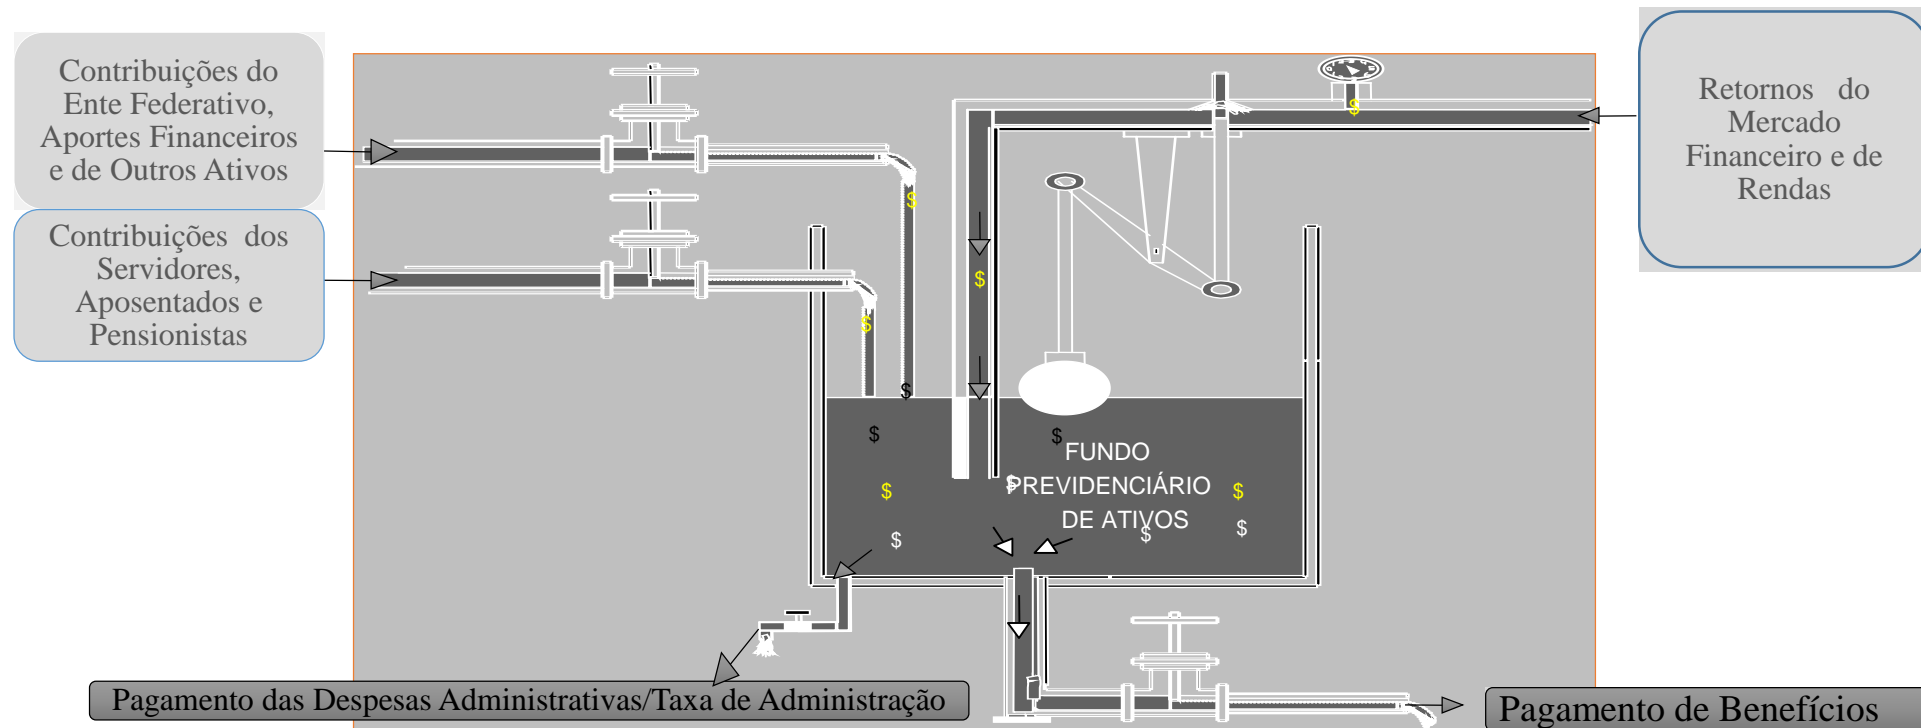 Contribuições do
Ente Federativo,
Aportes Financeiros
e de Outros Ativos
Contribuições dos
Servidores,
Aposentados e
Pensionistas
Retornos do
Mercado
Financeiro e de
Rendas
$
$
$
$
$
$
$
FUNDO
$
PREVIDENCIÁRIO
$
$
DE ATIVOS
$
$
$
Pagamento das Despesas Administrativas/Taxa de Administração
Pagamento de Benefícios